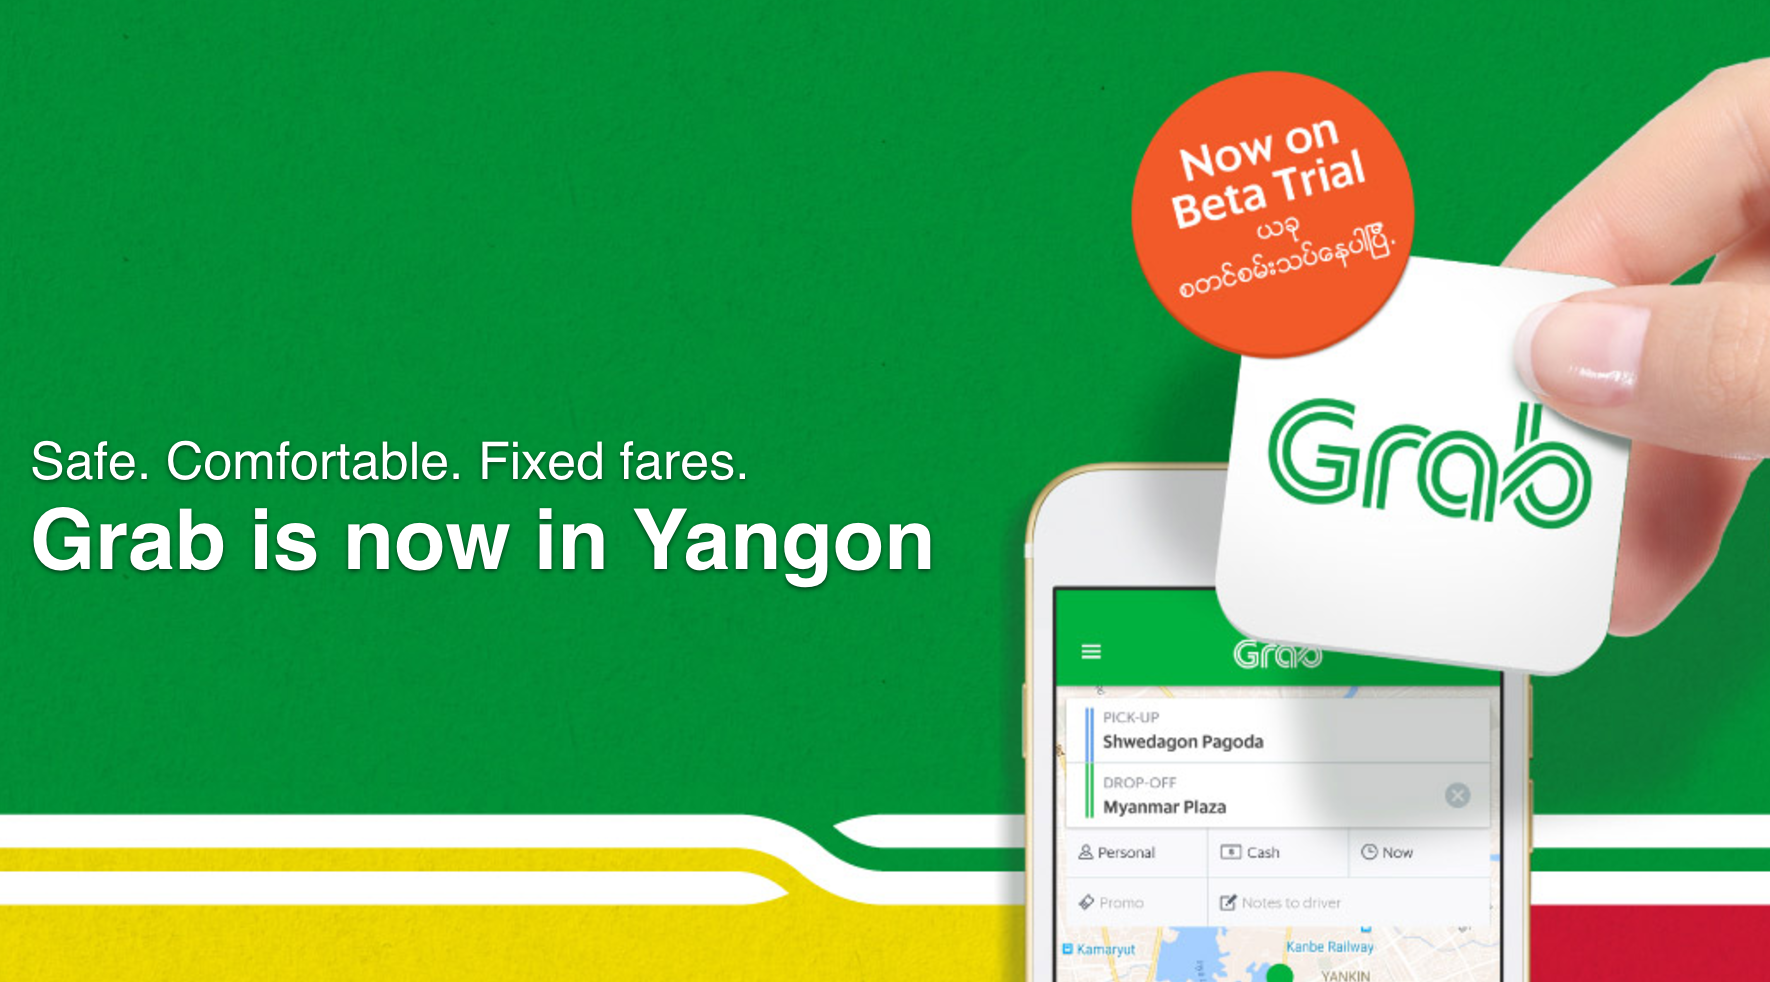 Now on
Beta Trial
ယခု
စတင်စမ်းသပ်နေပါပြီ.
Grab
Safe. Comfortable. Fixed fares.
Grab is now in Yangon
Grab
PICK-UP
Shwedagon Pagoda
DROP-OFF
Myanmar Plaza
Personal
Cash
Now
Promo
Notes to driver
Kamaryut
Kanbe Railway
YANKIN